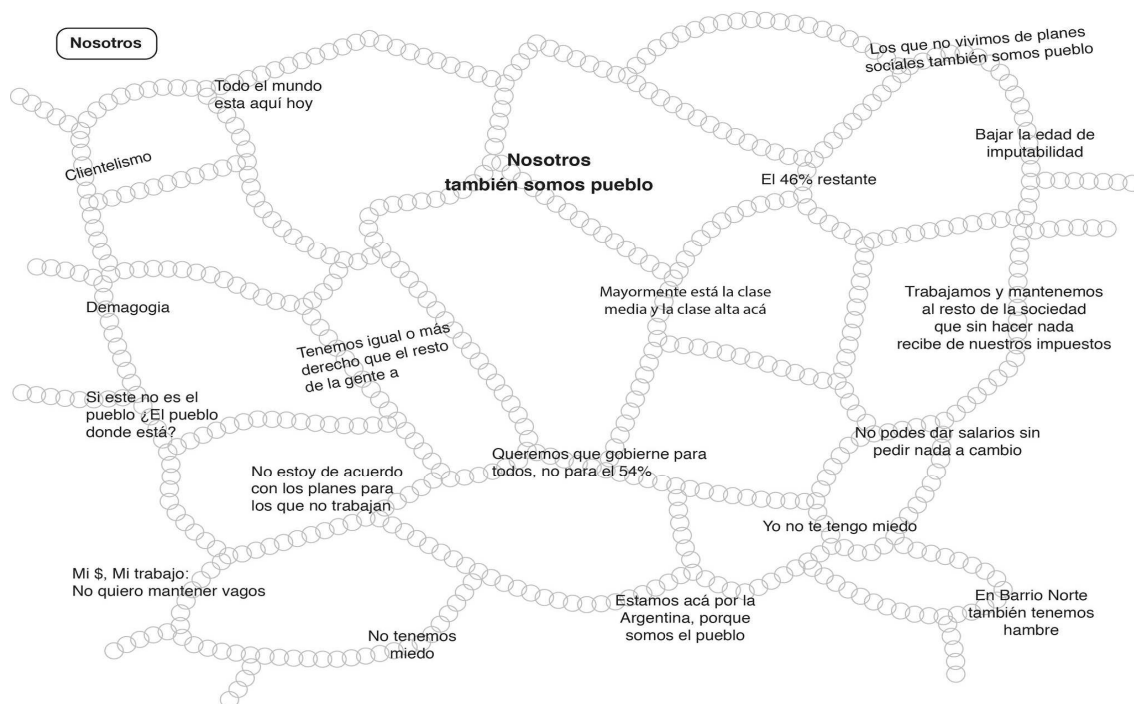 Nosotros
Los que no vivimos de planes
sociales también somos pueblo
Todo el mundo
esta aquí hoy
Bajar la edad de
imputabilidad
Clientelismo
Nosotros
también somos pueblo
El 46% restante
Demagogia
Mayormente está la clase
media y la clase alta acá
Trabajamos y mantenemos
al resto de la sociedad
que sin hacer nada
recibe de nuestros impuestos
Tenemos igual o más
derecho que el resto
de la gente a
Si este no es el
pueblo ¿El pueblo
donde está?
No podes dar salarios sin
pedir nada a cambio
Queremos que gobierne para
todos, no para el 54%
No estoy de acuerdo
con los planes para
los que no trabajan
Yo no te tengo miedo
Mi $, Mi trabajo:
No quiero mantener vagos
Estamos acá por la
Argentina, porque
somos el pueblo
En Barrio Norte
también tenemos
hambre
No tenemos
miedo